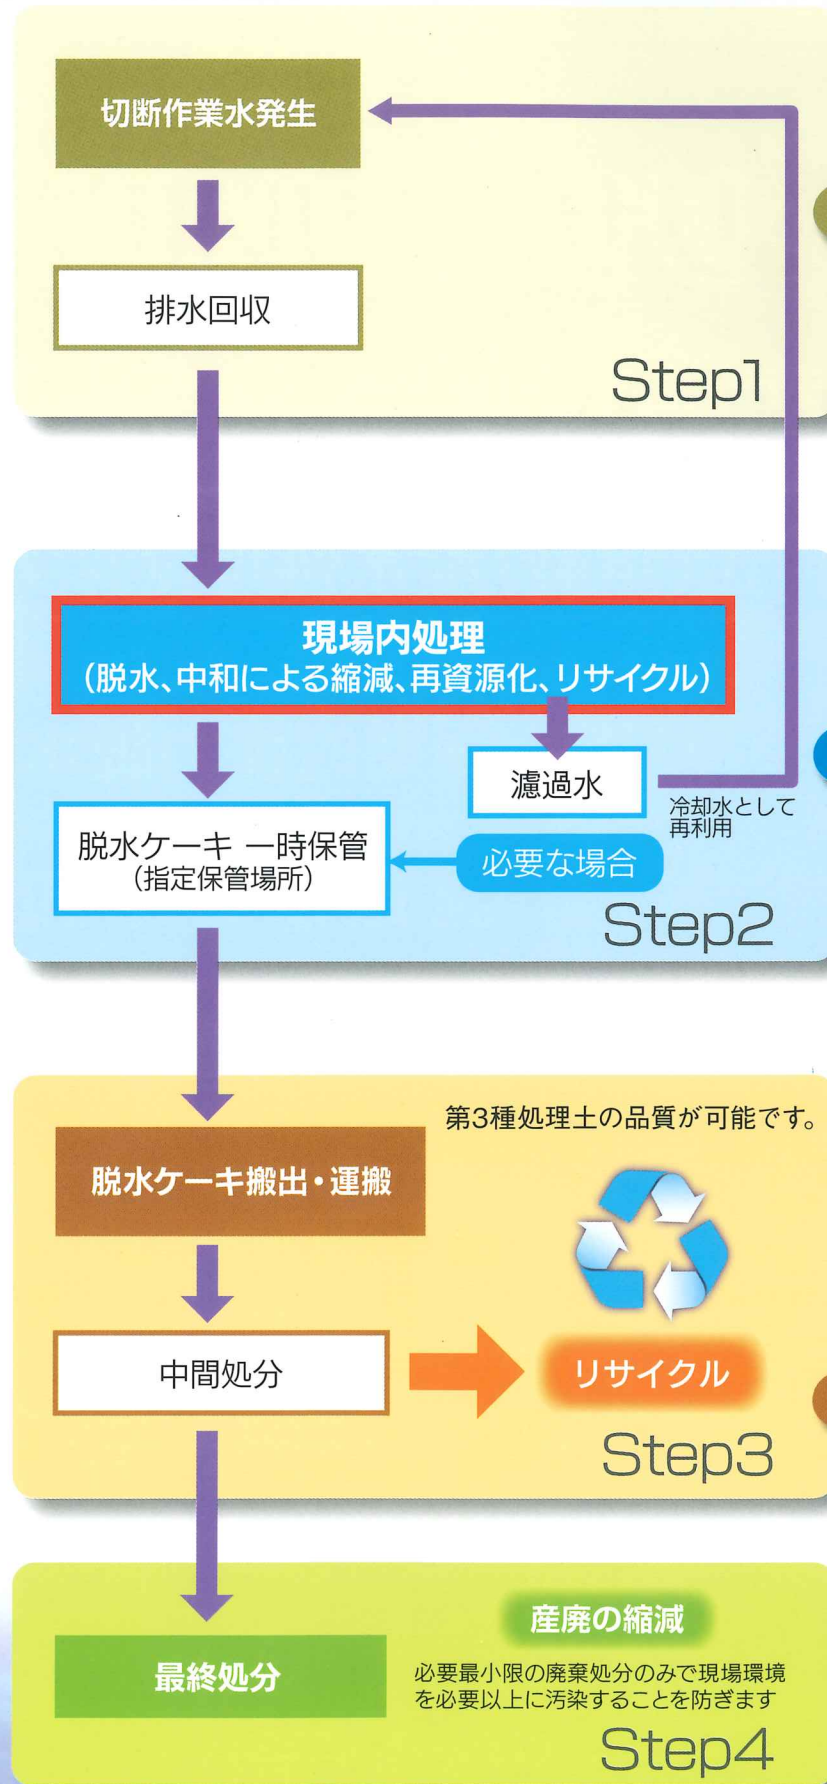 切断作業水発生
排水回収
Step1
現場内処理
（脱水、中和による縮減、再資源化、リサイクル）
濾過水
冷却水として
再利用
脱水ケーキ 一時保管
（指定保管場所）
必要な場合
Step2
第3種処理土の品質が可能です。
脱水ケーキ搬出・運搬
中間処分
リサイクル
Step3
産廃の縮減
最終処分
必要最小限の廃棄処分のみで現場環境
を必要以上に汚染することを防ぎます
Step4